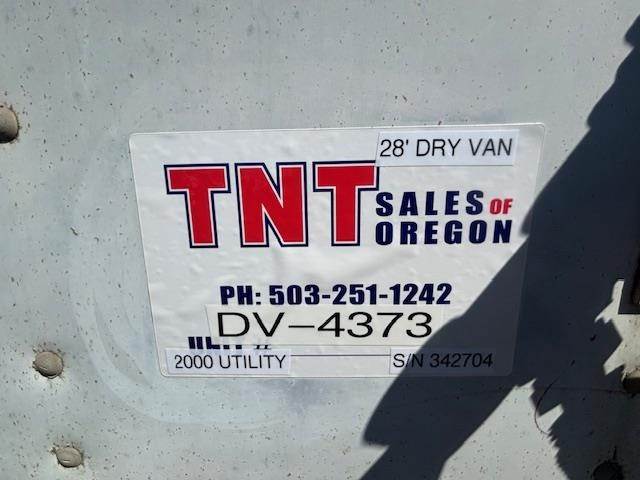 28' DRY VAN
TNT SALES OF
OREGON
PH: 503-251-1242
DV-4373
2000 UTILITY
S/N 342704